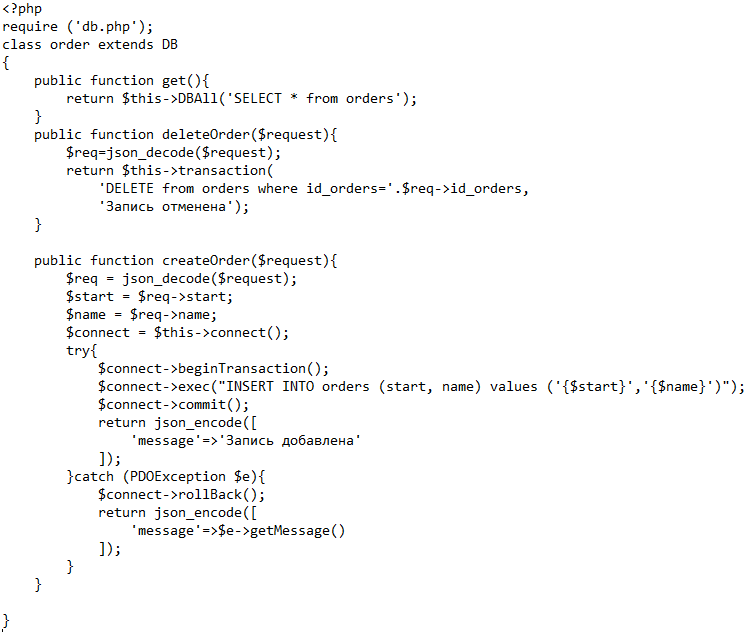 <?php
require ('db.php');
class order extends DB
{
    public function get(){
        return $this->DBAll('SELECT * from orders');
    }
    public function deleteOrder($request){
        $req=json_decode($request);
        return $this->transaction(
            'DELETE from orders where id_orders='.$req->id_orders,
            'Запись отменена');
    }

    public function createOrder($request){
        $req = json_decode($request);
        $start = $req->start;
        $name = $req->name;
        $connect = $this->connect();
        try{
            $connect->beginTransaction();
            $connect->exec("INSERT INTO orders (start, name) values ('{$start}','{$name}')");
            $connect->commit();
            return json_encode([
                'message'=>'Запись добавлена'
            ]);
        }catch (PDOException $e){
            $connect->rollBack();
            return json_encode([
                'message'=>$e->getMessage()
            ]);
        }
    }

}